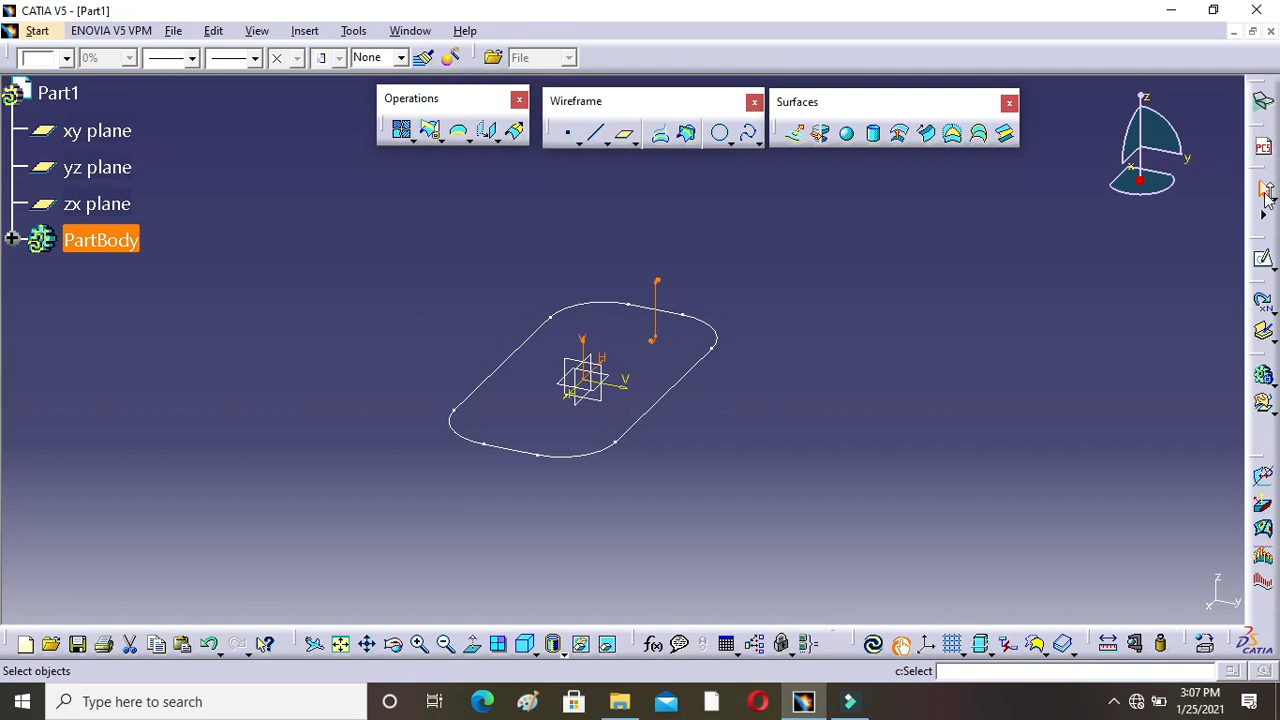 CATIA V5 - [Part1]
Start ENOVIA V5 VPM File Edit View Insert Tools Window Help
0% None File
Operations x
Wireframe x
Surfaces x
Part1
xy plane
yz plane
zx plane
PartBody
z
y
x
PCS
V
H
V
z
x y
f(x)
CATIA
Select objects
c:Select
Type here to search
3:07 PM
1/25/2021